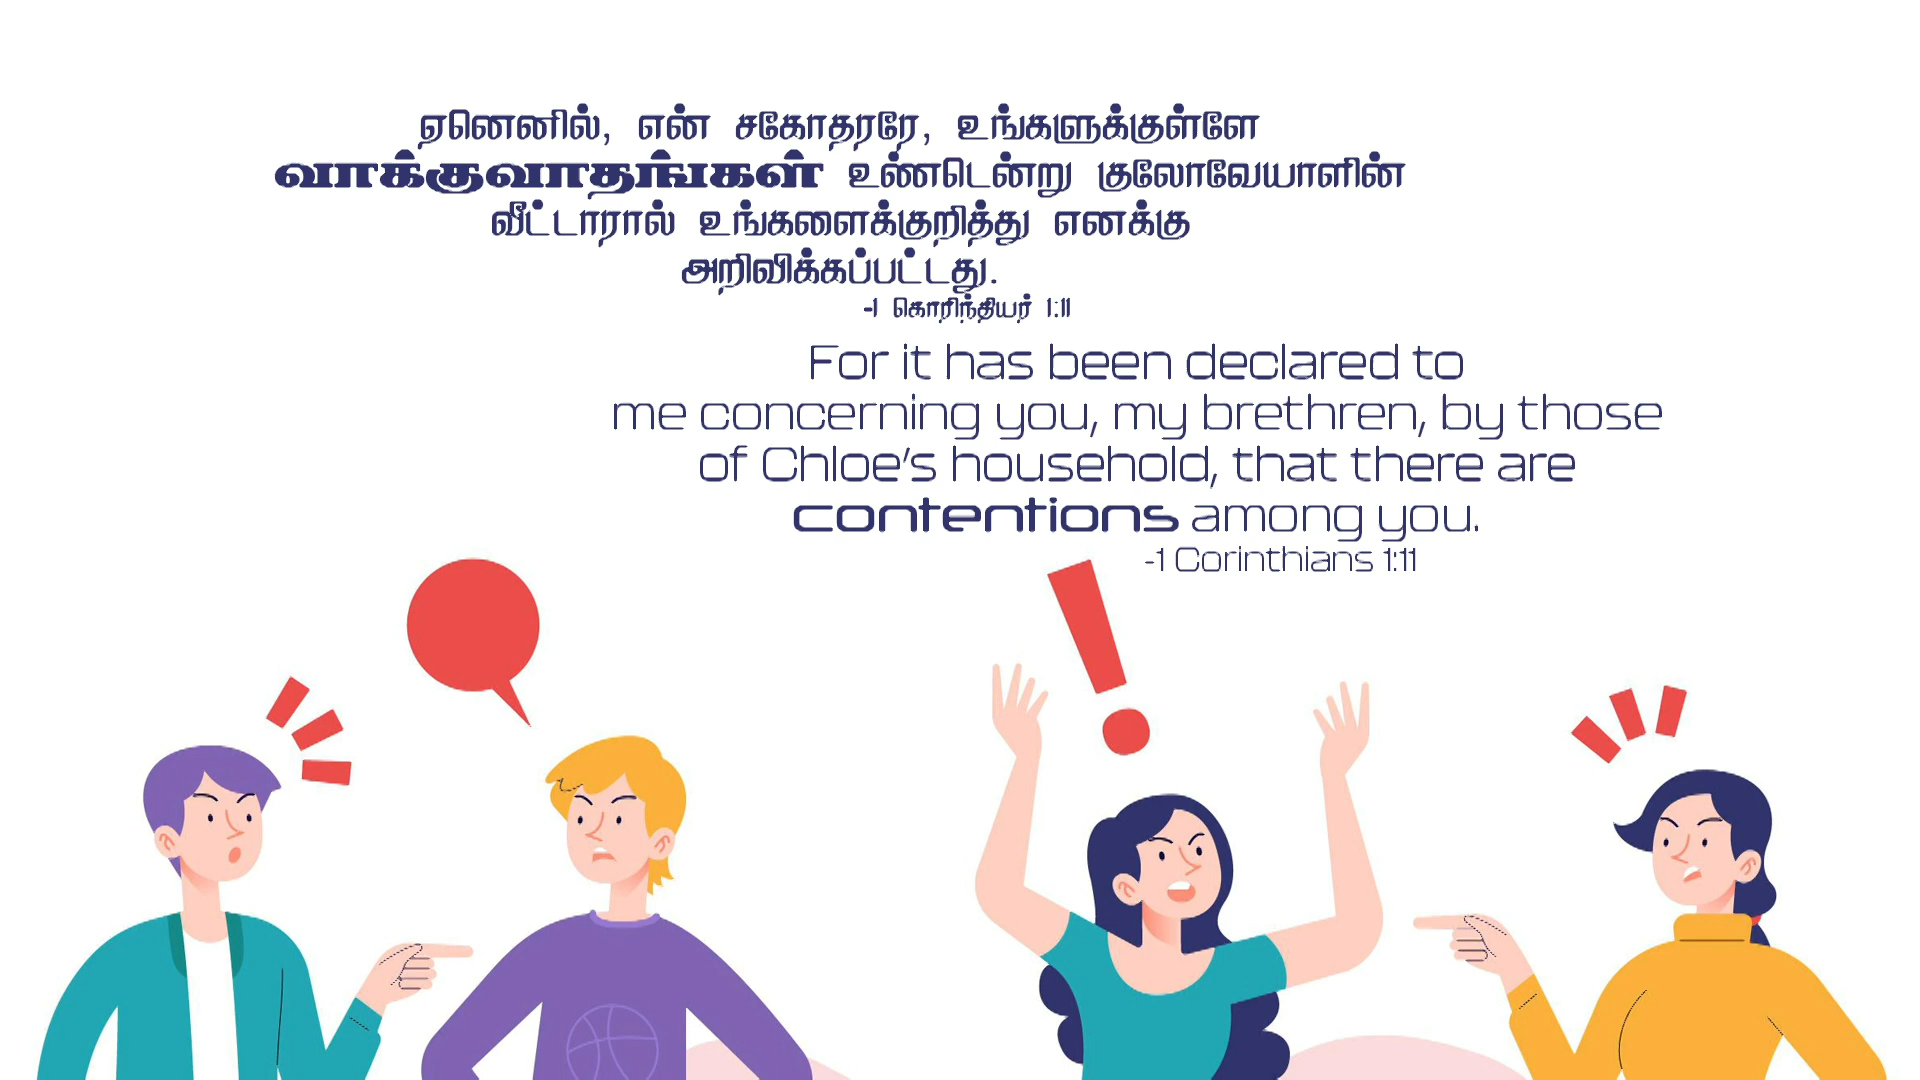 ஏனெனில், என் சகோதரரே, உங்களுக்குள்ளே
வாக்குவாதங்கள் உண்டென்று குலோவேயாளின்
வீட்டாரால் உங்களைக்குறித்து எனக்கு
அறிவிக்கப்பட்டது.
-1 கொரிந்தியர் 1:11
For it has been declared to
me concerning you, my brethren, by those
of Chloe's household, that there are
contentions among you.
-1 Corinthians 1:11